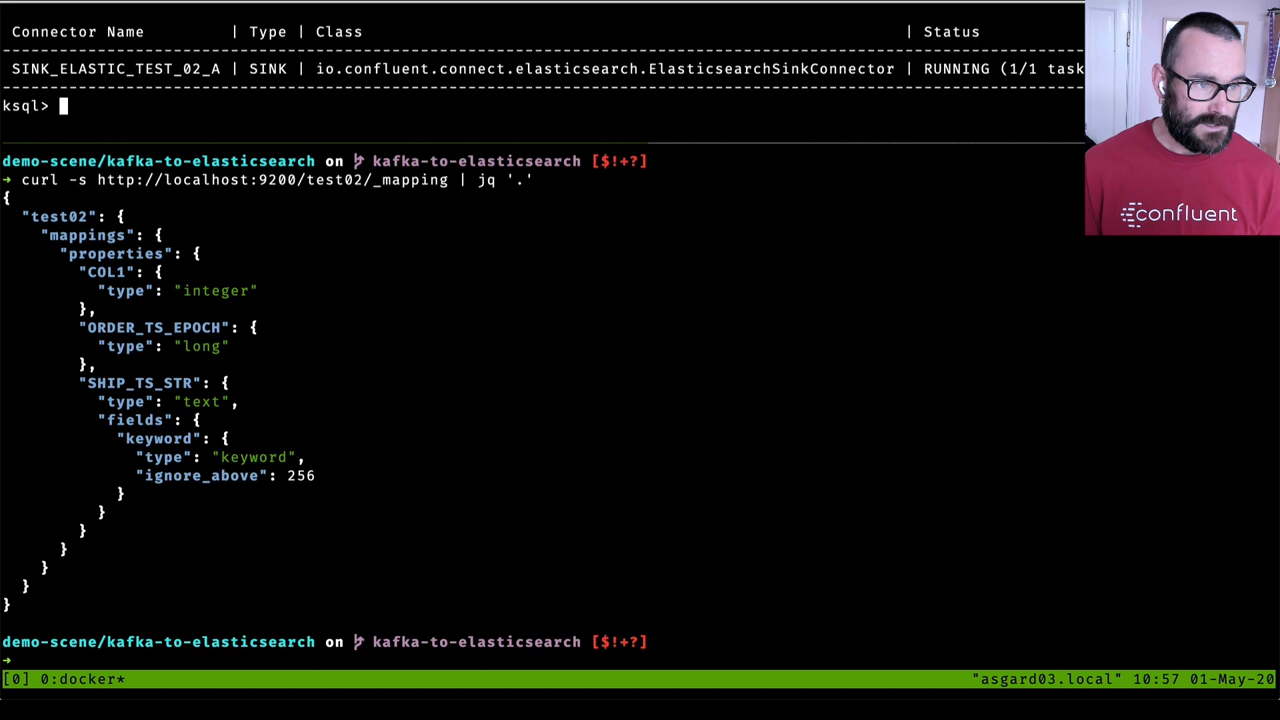 Connector Name | Type | Class | Status
-----------------------------------------------------------------------------------------------------------------
SINK_ELASTIC_TEST_02_A | SINK | io.confluent.connect.elasticsearch.ElasticsearchSinkConnector | RUNNING (1/1 task
-----------------------------------------------------------------------------------------------------------------
ksql>
demo-scene/kafka-to-elasticsearch on kafka-to-elasticsearch [$!+?]
➜ curl -s http://localhost:9200/test02/_mapping | jq '.'
{
  "test02": {
    "mappings": {
      "properties": {
        "COL1": {
          "type": "integer"
        },
        "ORDER_TS_EPOCH": {
          "type": "long"
        },
        "SHIP_TS_STR": {
          "type": "text",
          "fields": {
            "keyword": {
              "type": "keyword",
              "ignore_above": 256
            }
          }
        }
      }
    }
  }
}
demo-scene/kafka-to-elasticsearch on kafka-to-elasticsearch [$!+?]
➜
[0] 0:docker* "asgard03.local" 10:57 01-May-20
confluent